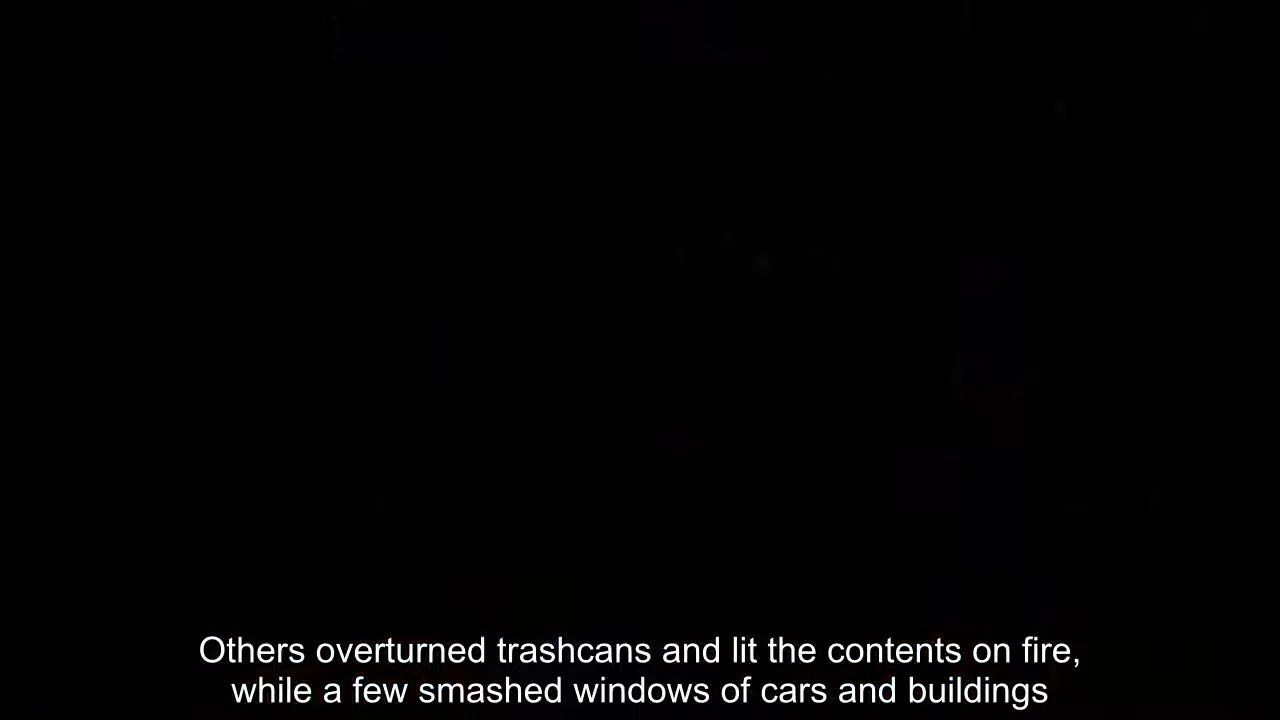 Others overturned trashcans and lit the contents on fire,
while a few smashed windows of cars and buildings